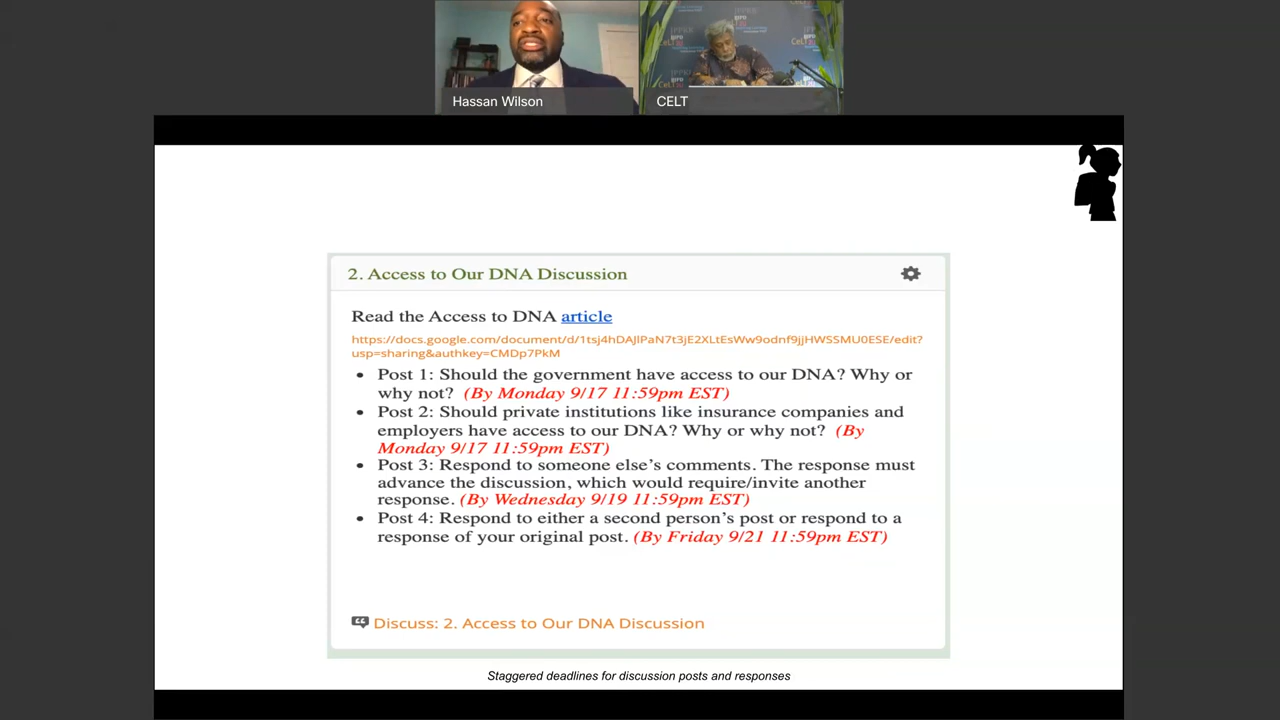 Hassan Wilson
CELT
2. Access to Our DNA Discussion
Read the Access to DNA article
https://docs.google.com/document/d/1tsj4hDAJlPaN7t3jE2XLtEsWw9odnf9jjHWSSMU0ESE/edit?
usp=sharing&authkey=CMDp7PkM
• Post 1: Should the government have access to our DNA? Why or
why not? (By Monday 9/17 11:59pm EST)
• Post 2: Should private institutions like insurance companies and
employers have access to our DNA? Why or why not? (By
Monday 9/17 11:59pm EST)
• Post 3: Respond to someone else’s comments. The response must
advance the discussion, which would require/invite another
response. (By Wednesday 9/19 11:59pm EST)
• Post 4: Respond to either a second person’s post or respond to a
response of your original post. (By Friday 9/21 11:59pm EST)
Discuss: 2. Access to Our DNA Discussion
Staggered deadlines for discussion posts and responses